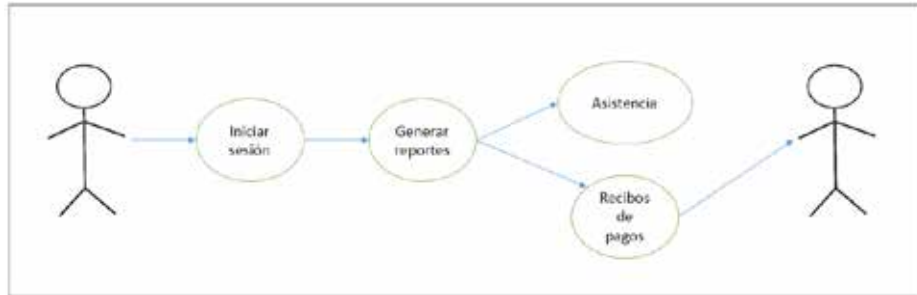 Iniciar
sesión
Generar
reportes
Asistencia
Recibos
de
pagos